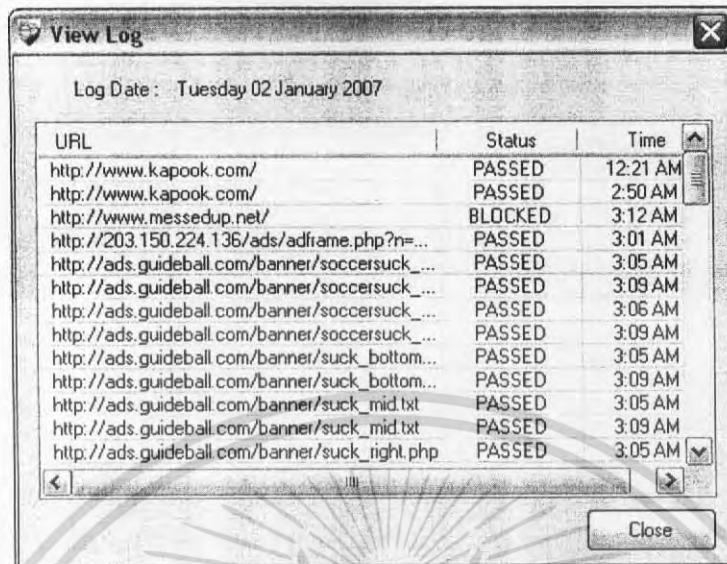 View Log
Log Date : Tuesday 02 January 2007
URL Status Time
http://www.kapook.com/ PASSED 12:21 AM
http://www.kapook.com/ PASSED 2:50 AM
http://www.messedup.net/ BLOCKED 3:12 AM
http://203.150.224.136/ads/adframe.php?n=... PASSED 3:01 AM
http://ads.guideball.com/banner/soccersuck_... PASSED 3:05 AM
http://ads.guideball.com/banner/soccersuck_... PASSED 3:09 AM
http://ads.guideball.com/banner/soccersuck_... PASSED 3:06 AM
http://ads.guideball.com/banner/soccersuck_... PASSED 3:09 AM
http://ads.guideball.com/banner/suck_bottom... PASSED 3:05 AM
http://ads.guideball.com/banner/suck_bottom... PASSED 3:09 AM
http://ads.guideball.com/banner/suck_mid.txt PASSED 3:05 AM
http://ads.guideball.com/banner/suck_mid.txt PASSED 3:09 AM
http://ads.guideball.com/banner/suck_right.php PASSED 3:05 AM
Close